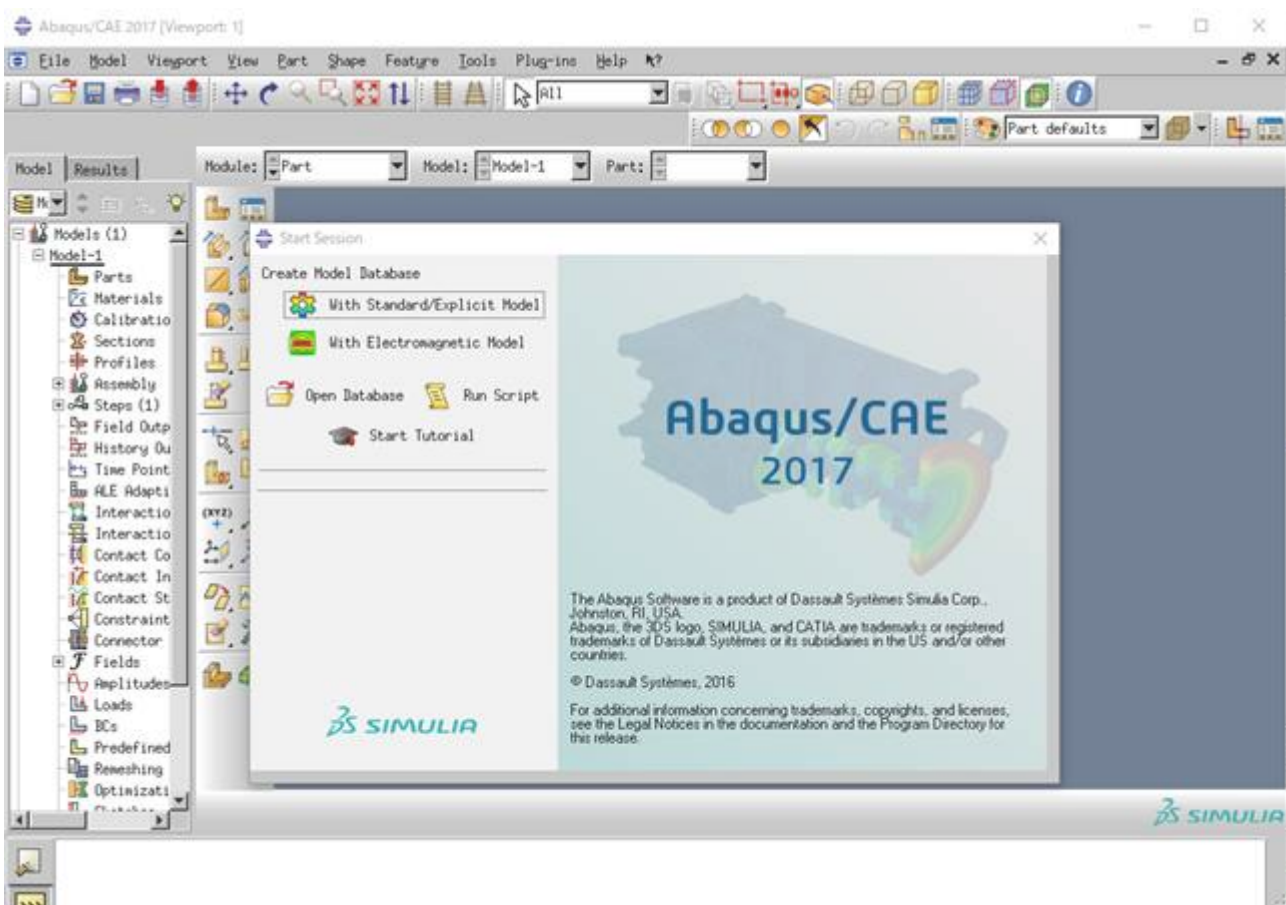 Abaqus/CAE 2017 [Viewport: 1]
File Model Viewport View Part Shape Feature Tools Plug-ins Help
All
Part defaults
Model Results
Module: Part Model: Model-1 Part:
Models (1)
Model-1
Parts
Materials
Calibratio
Sections
Profiles
Assembly
Steps (1)
Field Outp
History Ou
Time Point
ALE Adapti
Interactio
Interactio
Contact Co
Contact In
Contact St
Constraint
Connector
Fields
Amplitudes
Loads
BCs
Predefined
Remeshing
Optimizati
(XYZ)
Start Session
Create Model Database
With Standard/Explicit Model
With Electromagnetic Model
Open Database Run Script
Start Tutorial
SIMULIA
Abaqus/CAE
2017
The Abaqus Software is a product of Dassault Systèmes Simulia Corp.,
Johnston, RI, USA.
Abaqus, the 3DS logo, SIMULIA, and CATIA are trademarks or registered
trademarks of Dassault Systèmes or its subsidiaries in the US and/or other
countries.
© Dassault Systèmes, 2016
For additional information concerning trademarks, copyrights, and licenses,
see the Legal Notices in the documentation and the Program Directory for
this release.
SIMULIA